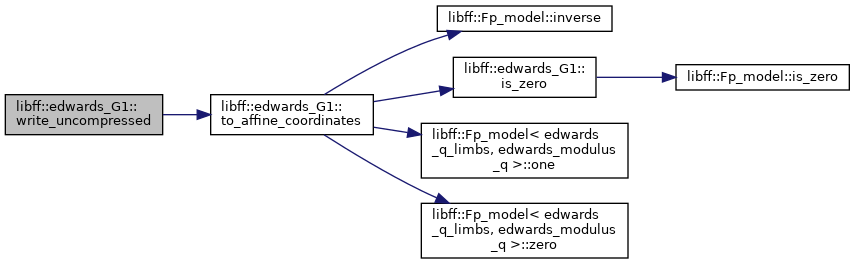 libff::edwards_G1::
write_uncompressed
libff::edwards_G1::
to_affine_coordinates
libff::Fp_model::inverse
libff::edwards_G1::
is_zero
libff::Fp_model::is_zero
libff::Fp_model< edwards
_q_limbs, edwards_modulus
_q >::one
libff::Fp_model< edwards
_q_limbs, edwards_modulus
_q >::zero